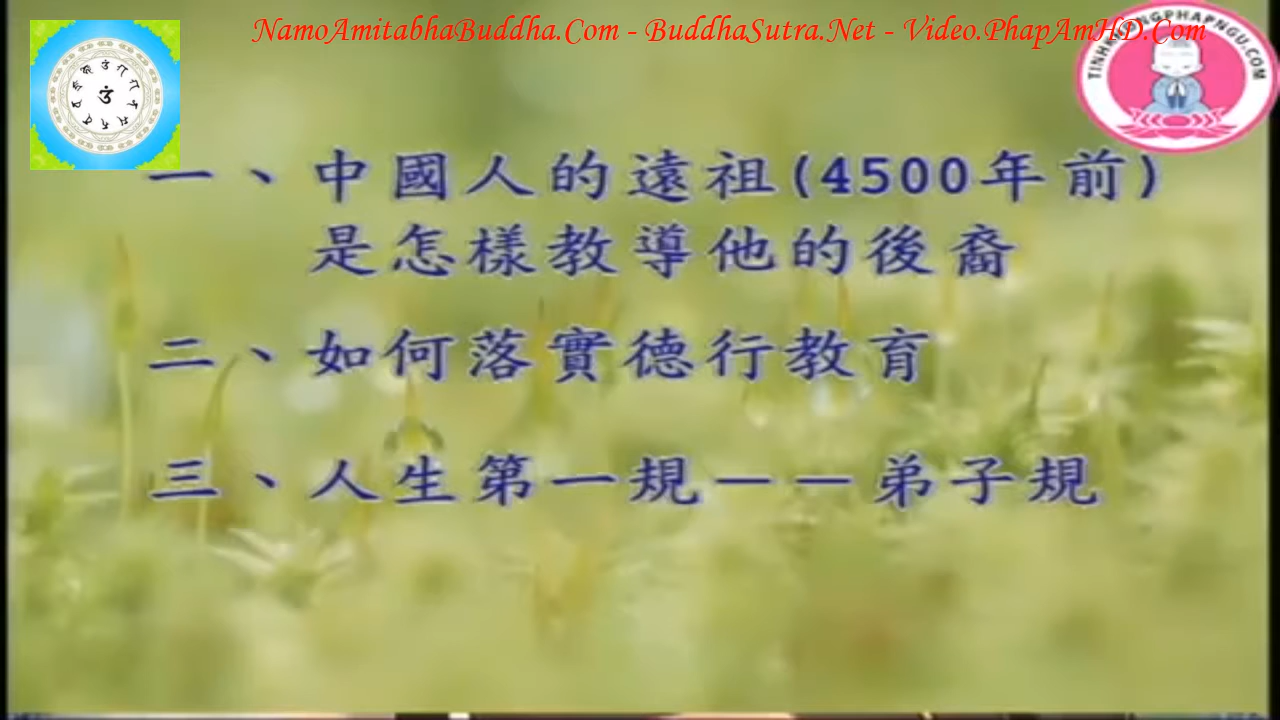 NamoAmitabhaBuddha.Com - BuddhaSutra.Net - Video.PhapAmHD.Com
一、中國人的遠祖(4500年前)
是怎樣教導他的後裔
二、如何落實德行教育
三、人生第一規－－弟子規